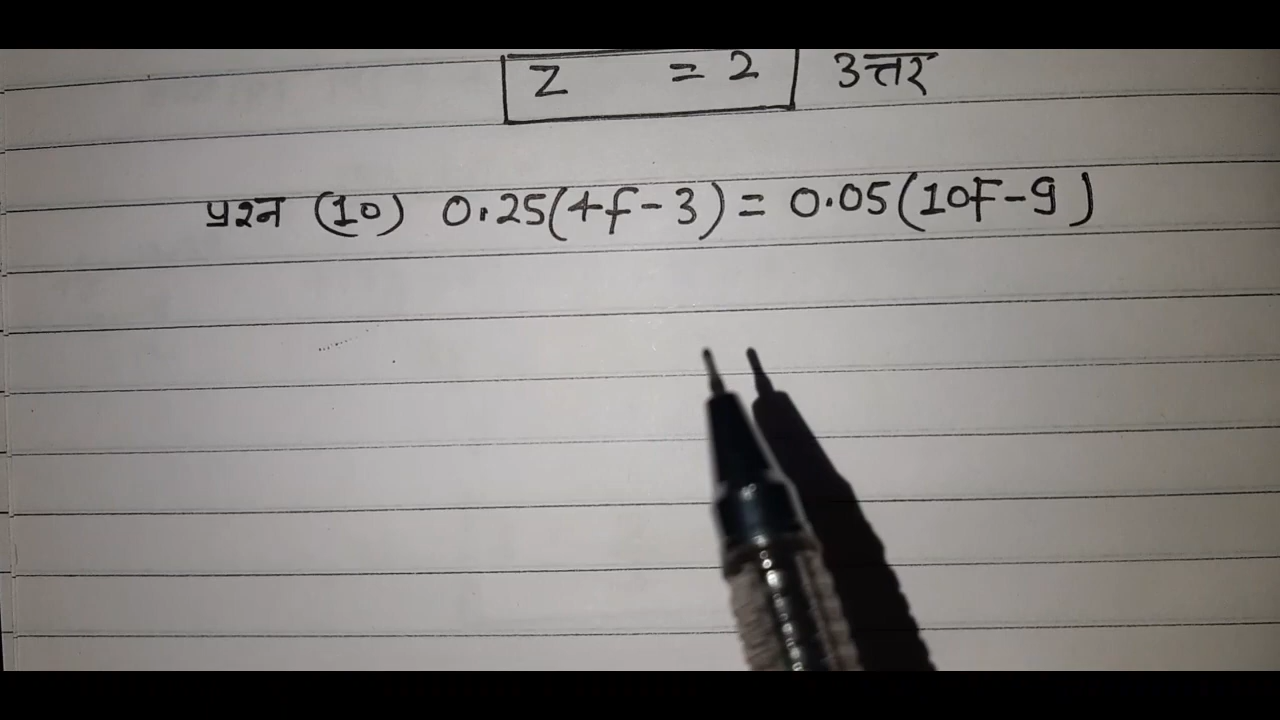 Z = 2 उत्तर
प्रश्न (10) 0.25(4f-3) = 0.05(10F-9)